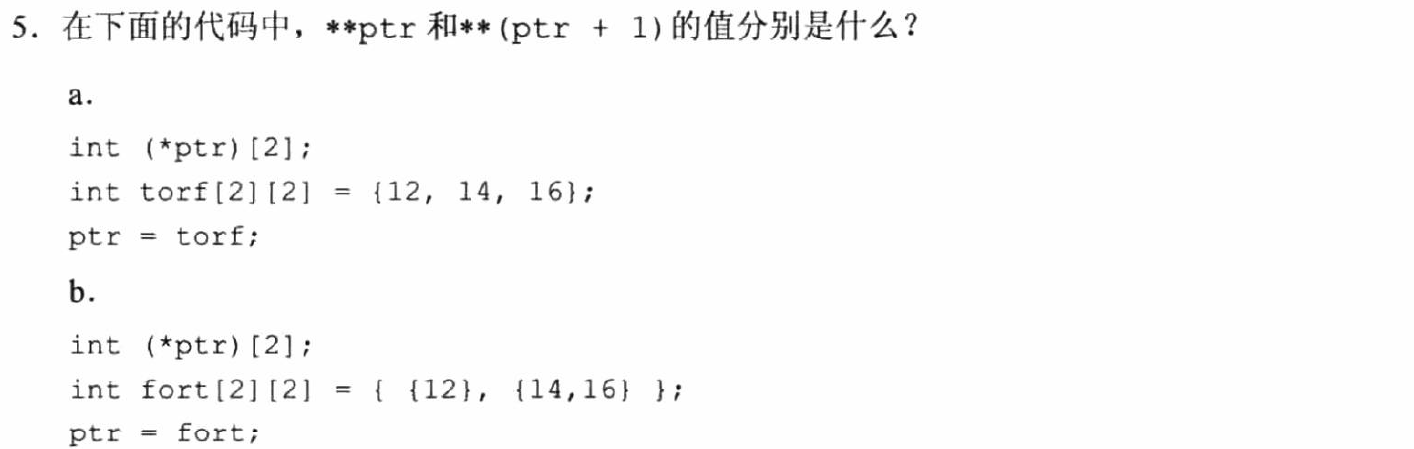 5. 在下面的代码中，**ptr 和**(ptr + 1)的值分别是什么？
a.
int (*ptr)[2];
int torf[2][2] = {12, 14, 16};
ptr = torf;
b.
int (*ptr)[2];
int fort[2][2] = { {12}, {14,16} };
ptr = fort;